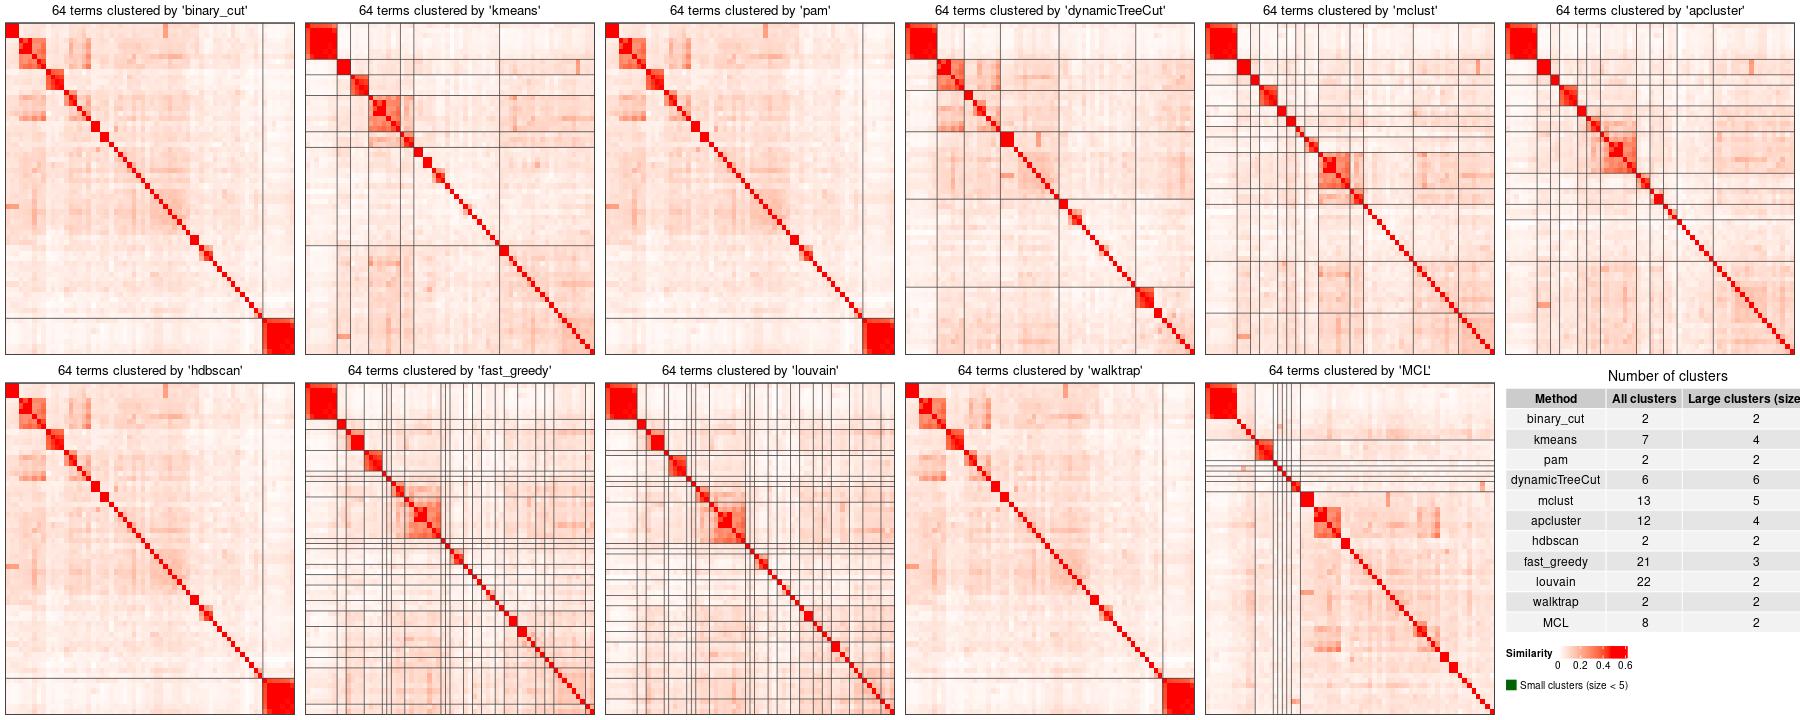 64 terms clustered by 'binary_cut'
64 terms clustered by 'kmeans'
64 terms clustered by 'pam'
64 terms clustered by 'dynamicTreeCut'
64 terms clustered by 'mclust'
64 terms clustered by 'apcluster'
64 terms clustered by 'hdbscan'
64 terms clustered by 'fast_greedy'
64 terms clustered by 'louvain'
64 terms clustered by 'walktrap'
64 terms clustered by 'MCL'
Number of clusters
Method All clusters Large clusters (size
binary_cut 2 2
kmeans 7 4
pam 2 2
dynamicTreeCut 6 6
mclust 13 5
apcluster 12 4
hdbscan 2 2
fast_greedy 21 3
louvain 22 2
walktrap 2 2
MCL 8 2
Similarity
0 0.2 0.4 0.6
Small clusters (size < 5)